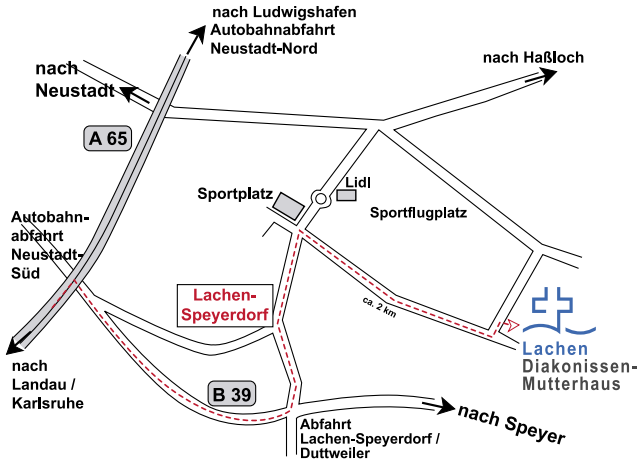 nach Ludwigshafen
Autobahnabfahrt
Neustadt-Nord
nach Haßloch
nach
Neustadt
A 65
Lidl
Sportplatz
Sportflugplatz
Autobahn-
abfahrt
Neustadt-
Süd
Lachen-
Speyerdorf
ca. 2 km
Lachen
Diakonissen-
Mutterhaus
nach
Landau /
Karlsruhe
B 39
nach Speyer
Abfahrt
Lachen-Speyerdorf /
Duttweiler